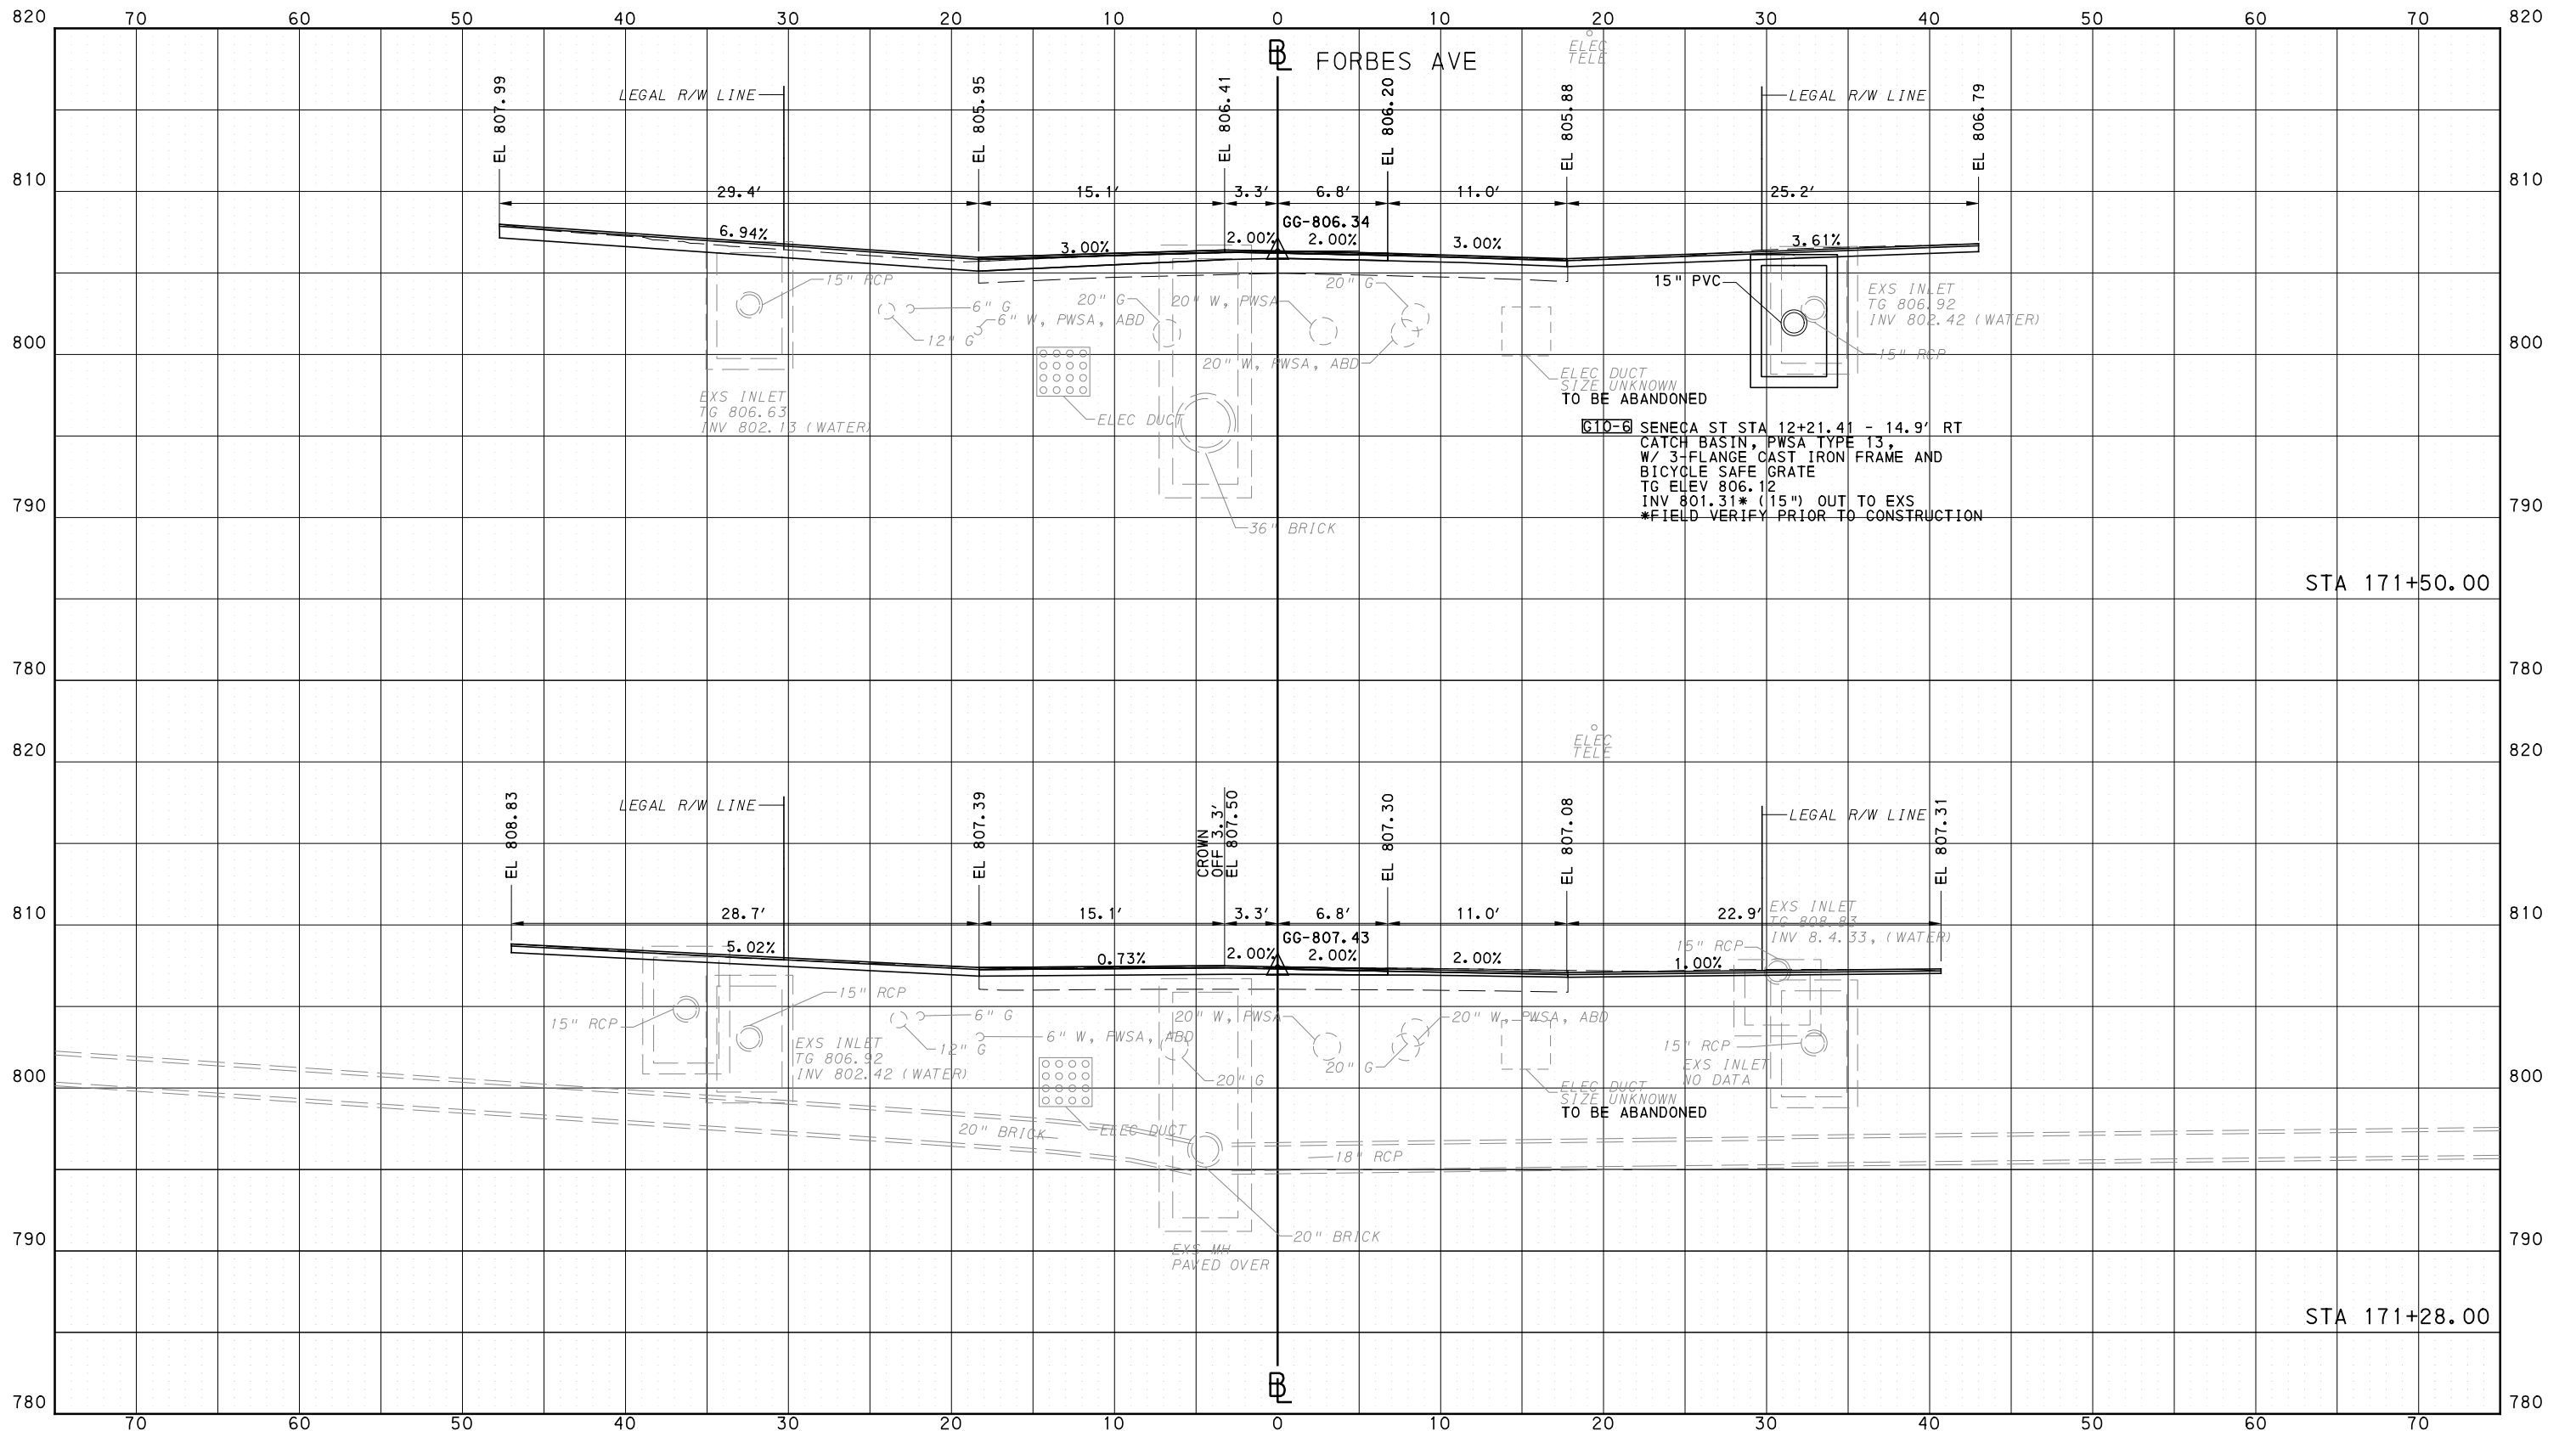 820 70 60 50 40 30 20 10 0 10 20 30 40 50 60 70 820
BL FORBES AVE
ELEC
TELE
EL 807.99
LEGAL R/W LINE
EL 805.95
EL 806.41
EL 806.20
EL 805.88
LEGAL R/W LINE
EL 806.79
810 810
29.4' 15.1' 3.3' 6.8' 11.0' 25.2'
GG-806.34
6.94% 3.00% 2.00% 2.00% 3.00% 3.61%
15" RCP
6" G
12" G
6" W, PWSA, ABD
20" G
20" W, PWSA
20" G
20" W, PWSA, ABD
15" PVC
EXS INLET
TG 806.92
INV 802.42 (WATER)
15" RCP
800 800
ELEC DUCT
SIZE UNKNOWN
TO BE ABANDONED
EXS INLET
TG 806.63
INV 802.13 (WATER)
ELEC DUCT
G10-6 SENECA ST STA 12+21.41 - 14.9' RT
CATCH BASIN, PWSA TYPE 13,
W/ 3-FLANGE CAST IRON FRAME AND
BICYCLE SAFE GRATE
TG ELEV 806.12
INV 801.31* (15") OUT TO EXS
*FIELD VERIFY PRIOR TO CONSTRUCTION
790 790
36" BRICK
STA 171+50.00
780 780
ELEC
TELE
820 820
EL 808.83
LEGAL R/W LINE
EL 807.39
CROWN
OFF 3.3'
EL 807.50
EL 807.30
EL 807.08
LEGAL R/W LINE
EL 807.31
810 810
28.7' 15.1' 3.3' 6.8' 11.0' 22.9'
GG-807.43
5.02% 0.73% 2.00% 2.00% 2.00% 1.00%
EXS INLET
TG 808.83
INV 8.4.33, (WATER)
15" RCP
15" RCP
15" RCP
6" G
12" G
6" W, PWSA, ABD
20" G
20" W, PWSA
20" W, PWSA, ABD
20" G
15" RCP
EXS INLET
NO DATA
EXS INLET
TG 806.92
INV 802.42 (WATER)
800 800
ELEC DUCT
SIZE UNKNOWN
TO BE ABANDONED
20" BRICK
ELEC DUCT
18" RCP
790 790
20" BRICK
EXS MH
PAVED OVER
STA 171+28.00
BL
780 780
70 60 50 40 30 20 10 0 10 20 30 40 50 60 70